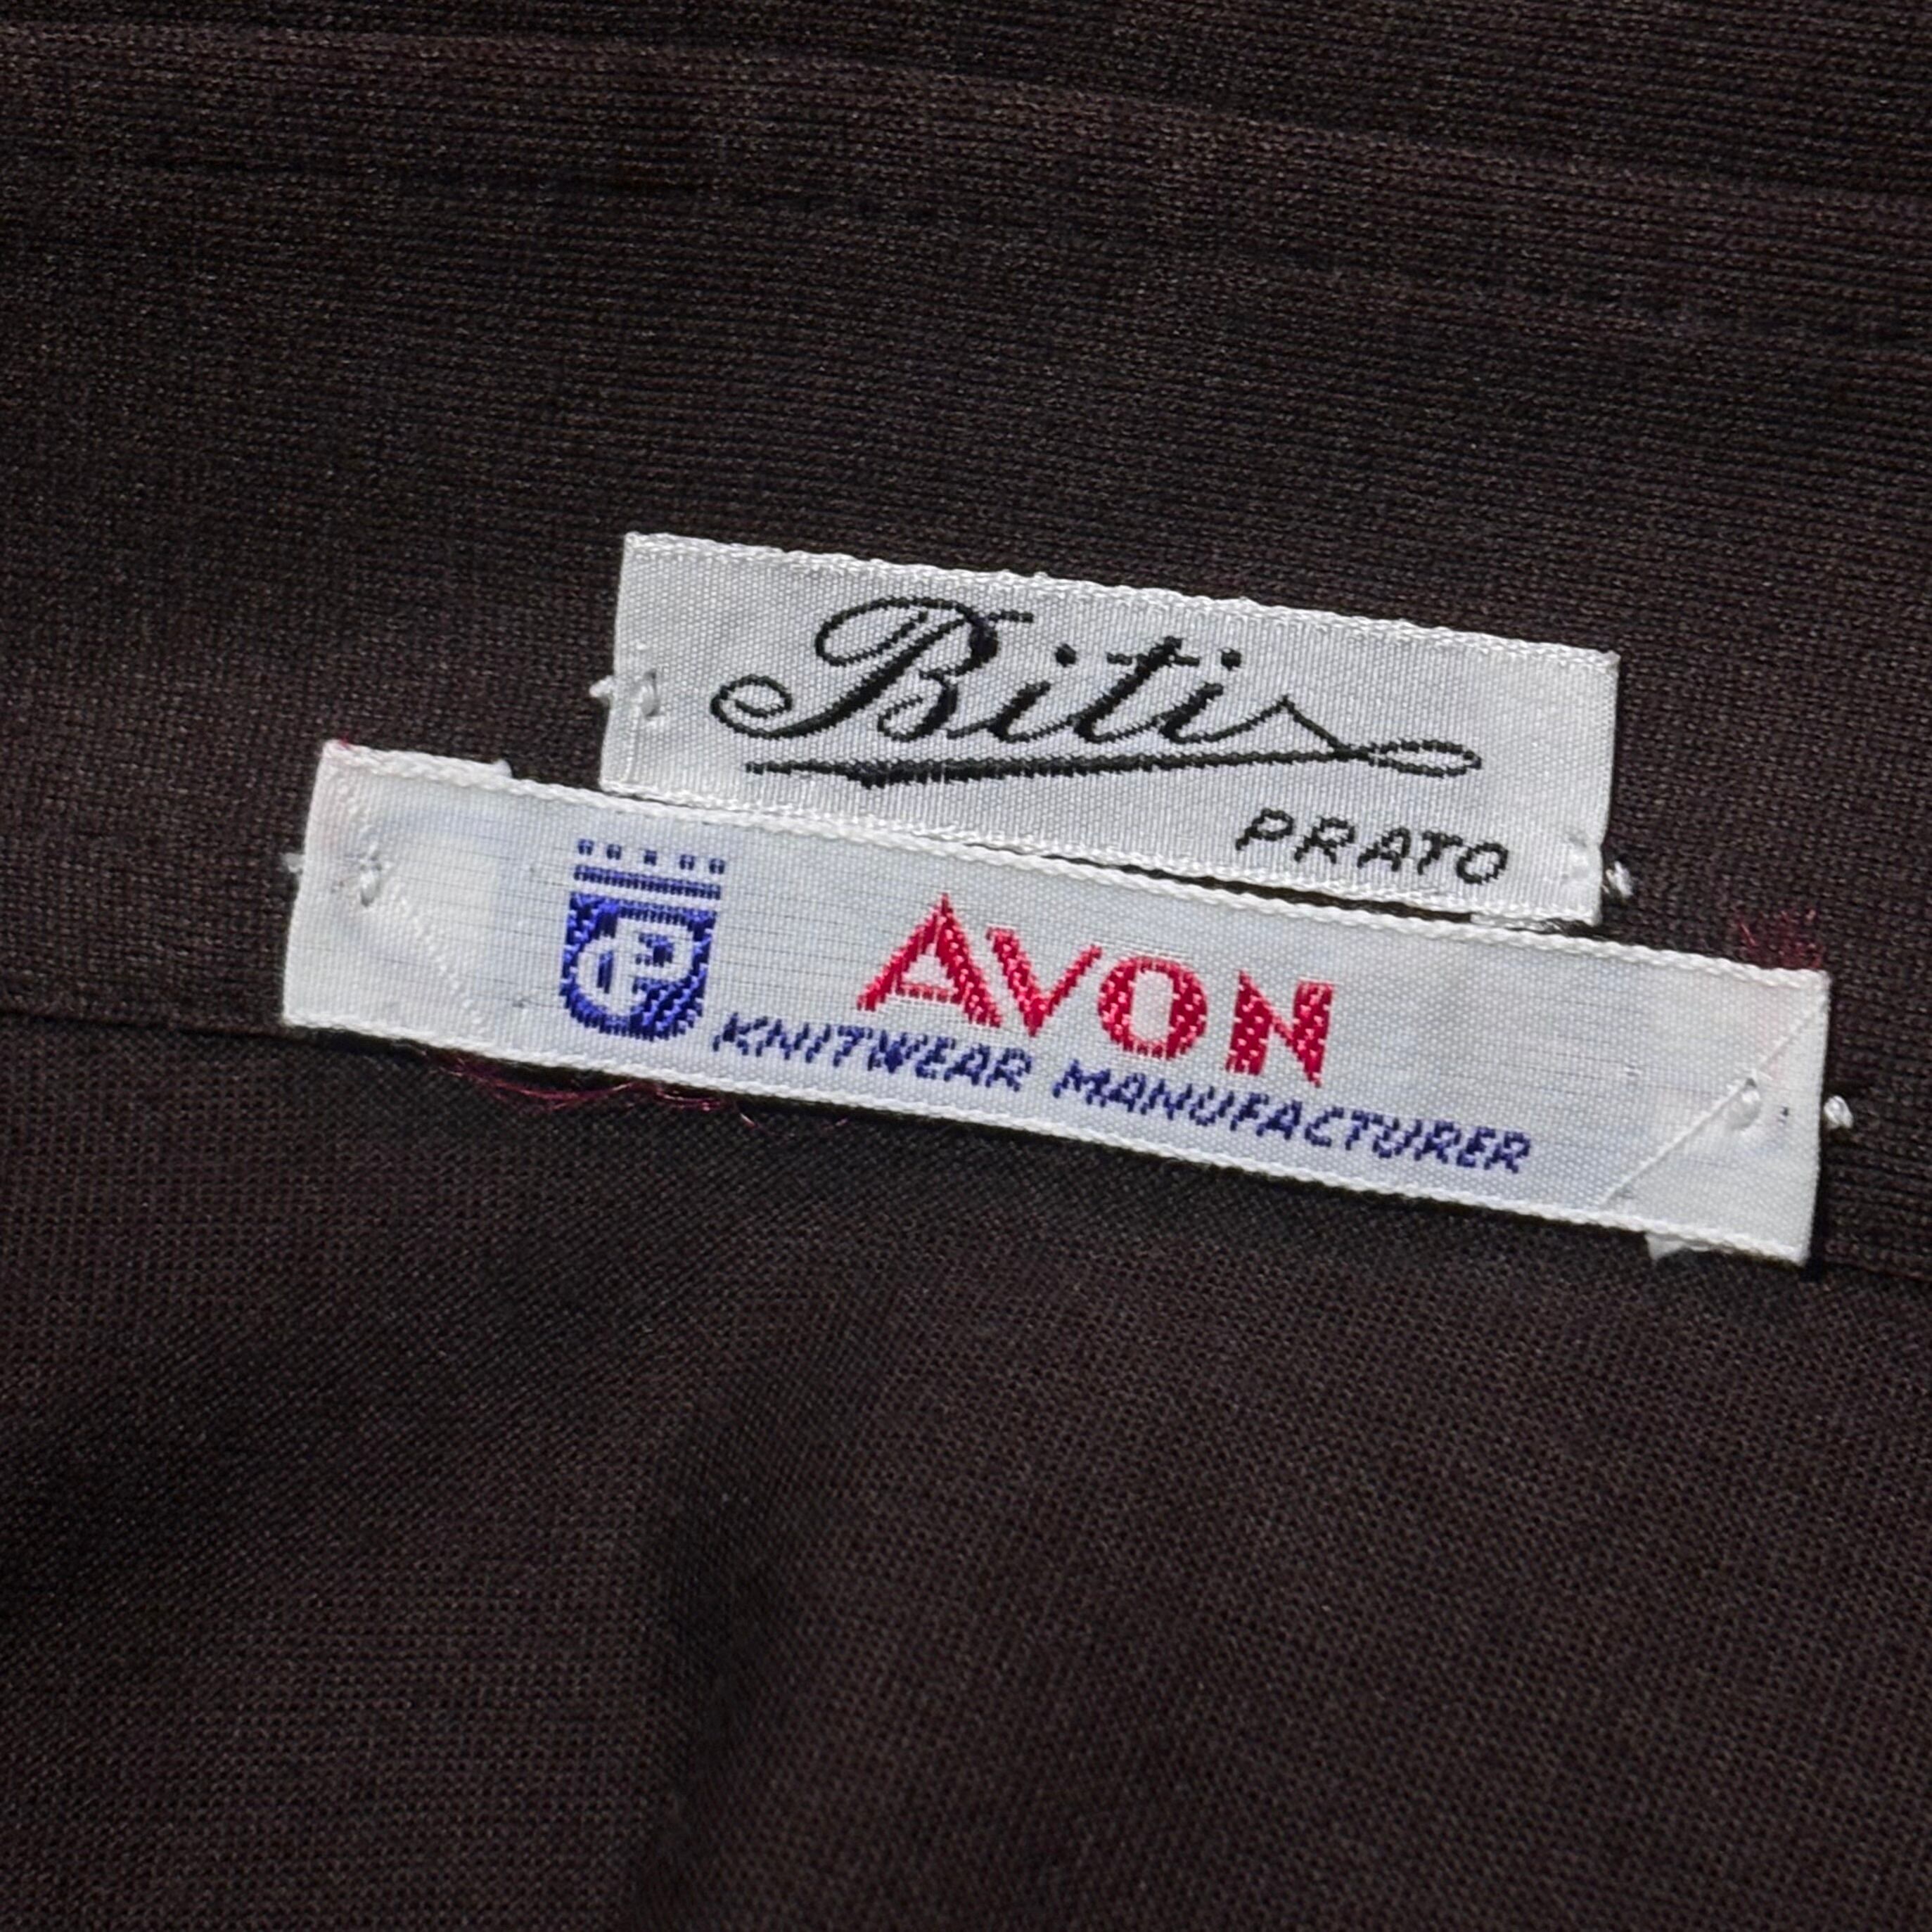 Biti
PRATO
AVON
KNITWEAR MANUFACTURER